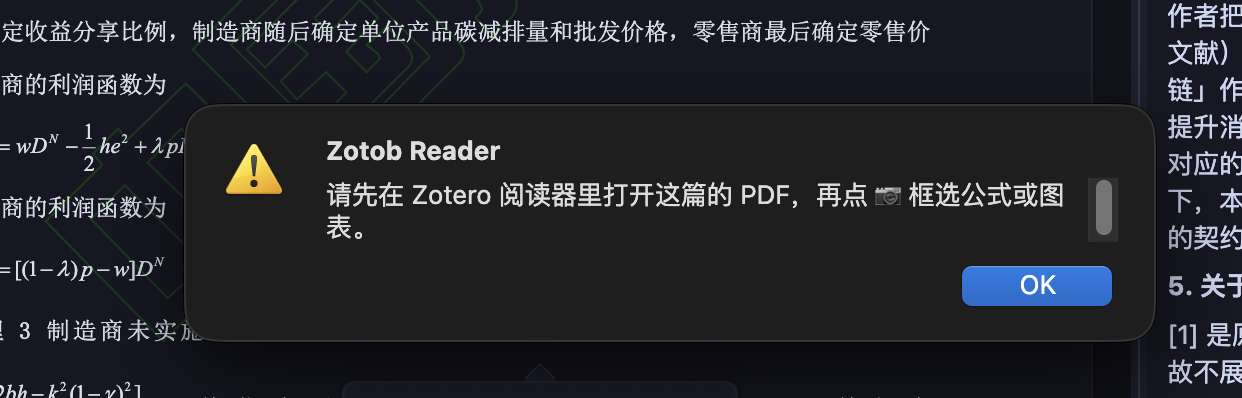 定收益分享比例，制造商随后确定单位产品碳减排量和批发价格，零售商最后确定零售价
商的利润函数为
= wD^N − 1/2 he² + λp
商的利润函数为
= [(1−λ)p − w]D^N
3 制造商未实施
2bh − k²(1−γ)²]
Zotob Reader
请先在 Zotero 阅读器里打开这篇的 PDF，再点 📷 框选公式或图
表。
OK
作者把
文献）
链」作
提升消
对应的
下，本
的契约
5. 关于
[1] 是原
故不展